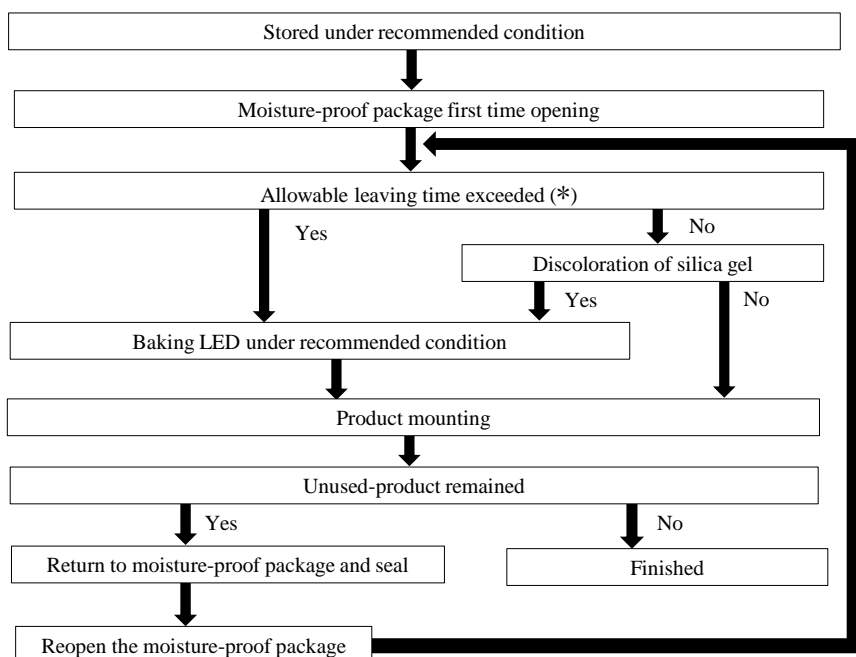 Stored under recommended condition
Moisture-proof package first time opening
Allowable leaving time exceeded (*)
Yes
No
Discoloration of silica gel
Yes
No
Baking LED under recommended condition
Product mounting
Unused-product remained
Yes
No
Return to moisture-proof package and seal
Finished
Reopen the moisture-proof package